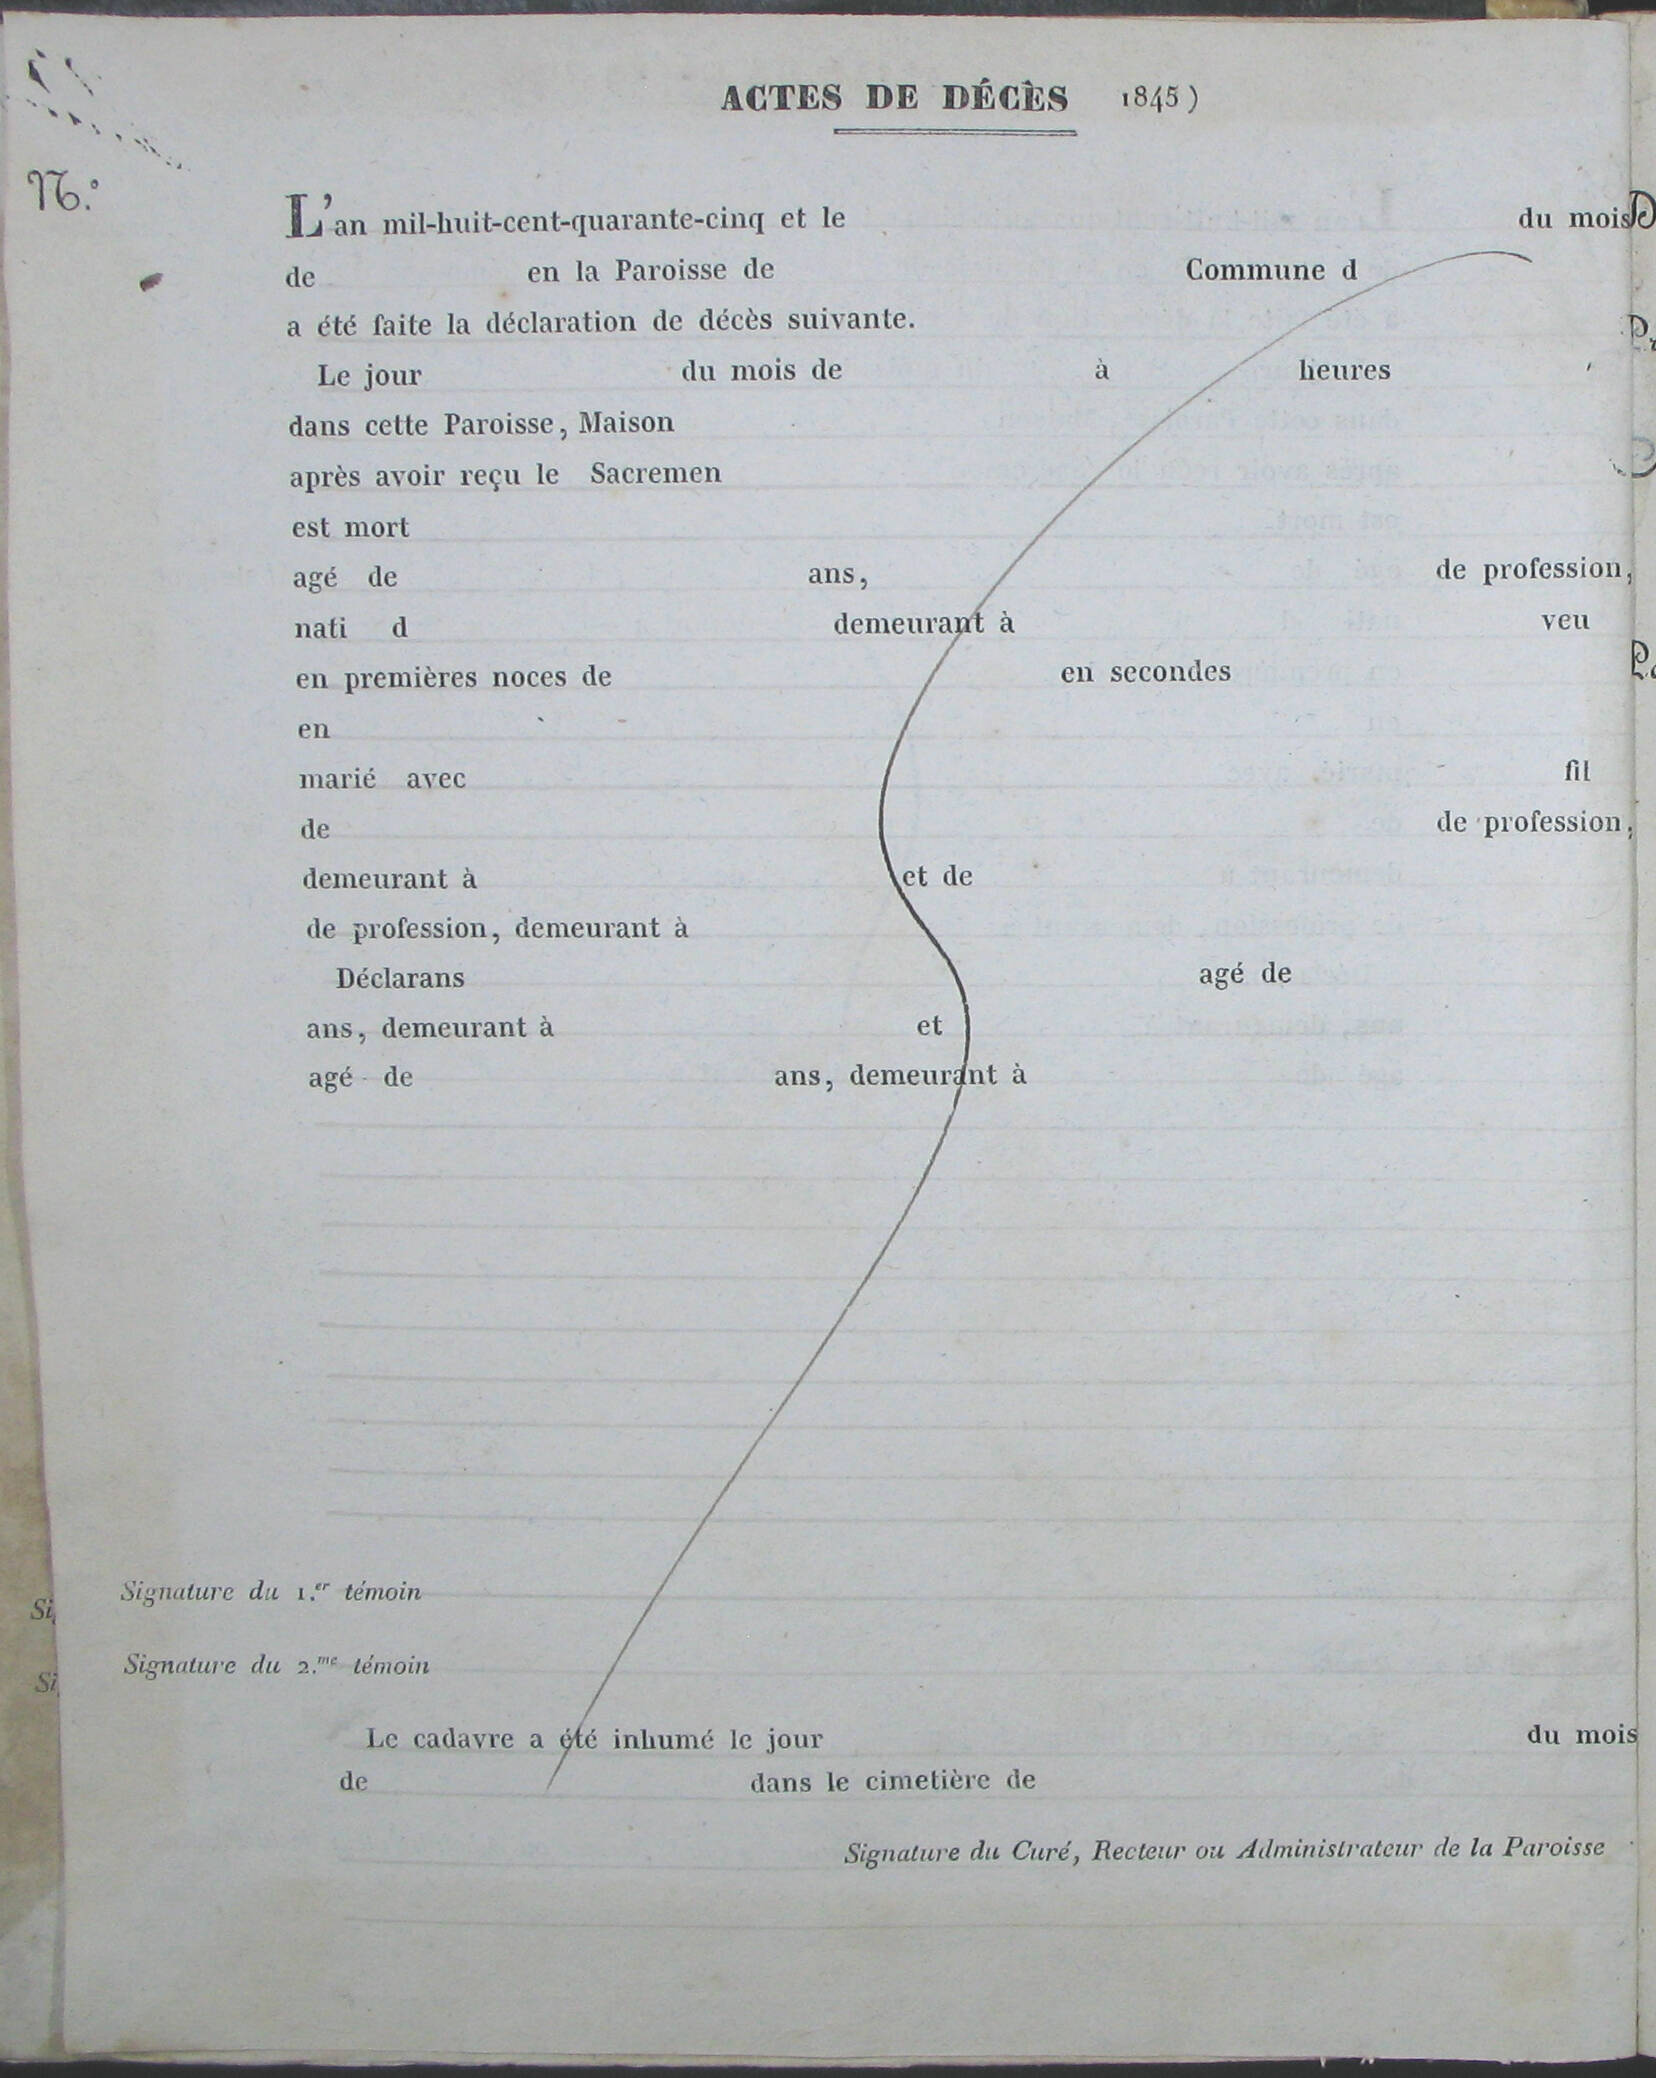 ACTES DE DÉCÈS 1845)
N.º
L'an mil-huit-cent-quarante-cinq et le du mois
de en la Paroisse de Commune d
a été faite la déclaration de décès suivante.
Le jour du mois de à heures
dans cette Paroisse, Maison
après avoir reçu le Sacremen
est mort
agé de ans, de profession,
nati d demeurant à veu
en premières noces de en secondes
en
marié avec fil
de de profession,
demeurant à et de
de profession, demeurant à
Déclarans agé de
ans, demeurant à et
agé de ans, demeurant à
Signature du 1.er témoin
Signature du 2.me témoin
Le cadavre a été inhumé le jour du mois
de dans le cimetière de
Signature du Curé, Recteur ou Administrateur de la Paroisse